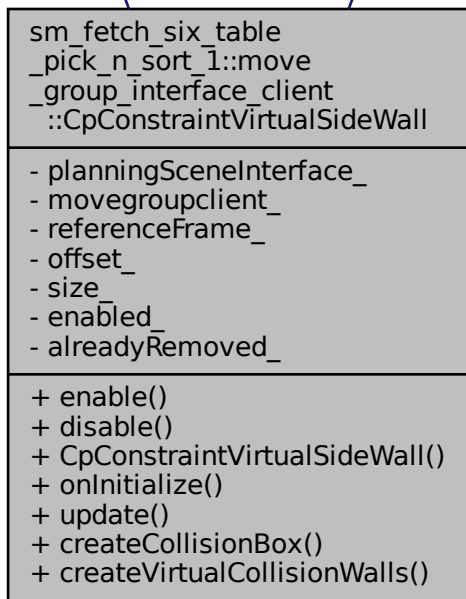 sm_fetch_six_table
_pick_n_sort_1::move
_group_interface_client
::CpConstraintVirtualSideWall
- planningSceneInterface_
- movegroupclient_
- referenceFrame_
- offset_
- size_
- enabled_
- alreadyRemoved_
+ enable()
+ disable()
+ CpConstraintVirtualSideWall()
+ onInitialize()
+ update()
+ createCollisionBox()
+ createVirtualCollisionWalls()